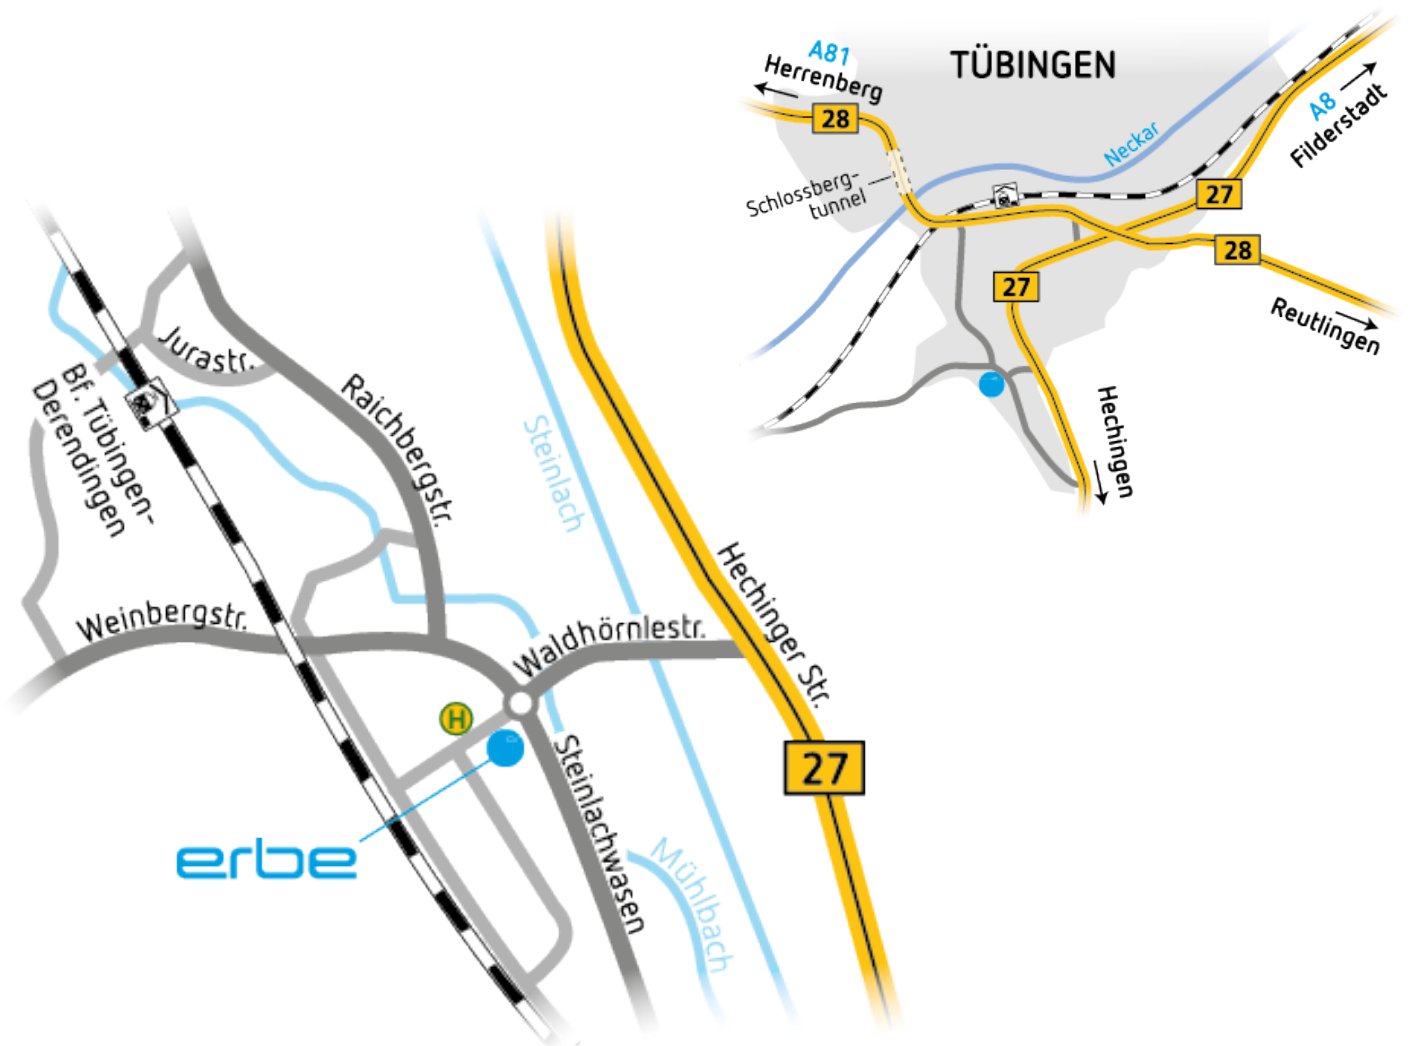 TÜBINGEN
A81
Herrenberg
28
Schlossberg-
tunnel
Neckar
A8
Filderstadt
27
28
27
Reutlingen
Hechingen
Jurastr.
Bf. Tübingen-
Derendingen
Raichbergstr.
Steinlach
Hechinger Str.
Weinbergstr.
Waldhörnlestr.
H
Steinlachwasen
27
erbe
Mühlbach